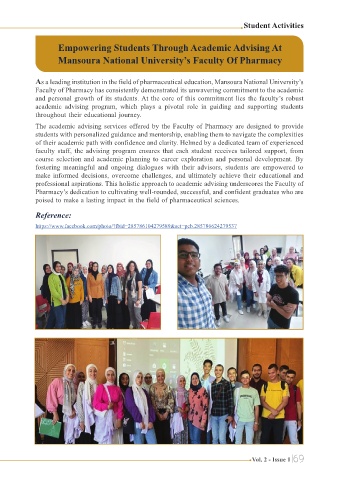 Student Activities
Empowering Students Through Academic Advising At
Mansoura National University's Faculty Of Pharmacy
As a leading institution in the field of pharmaceutical education, Mansoura National University's
Faculty of Pharmacy has consistently demonstrated its unwavering commitment to the academic
and personal growth of its students. At the core of this commitment lies the faculty's robust
academic advising program, which plays a pivotal role in guiding and supporting students
throughout their educational journey.
The academic advising services offered by the Faculty of Pharmacy are designed to provide
students with personalized guidance and mentorship, enabling them to navigate the complexities
of their academic path with confidence and clarity. Helmed by a dedicated team of experienced
faculty staff, the advising program ensures that each student receives tailored support, from
course selection and academic planning to career exploration and personal development. By
fostering meaningful and ongoing dialogues with their advisors, students are empowered to
make informed decisions, overcome challenges, and ultimately achieve their educational and
professional aspirations. This holistic approach to academic advising underscores the Faculty of
Pharmacy's dedication to cultivating well-rounded, successful, and confident graduates who are
poised to make a lasting impact in the field of pharmaceutical sciences.
Reference:
Vol. 2 - Issue 1 |69